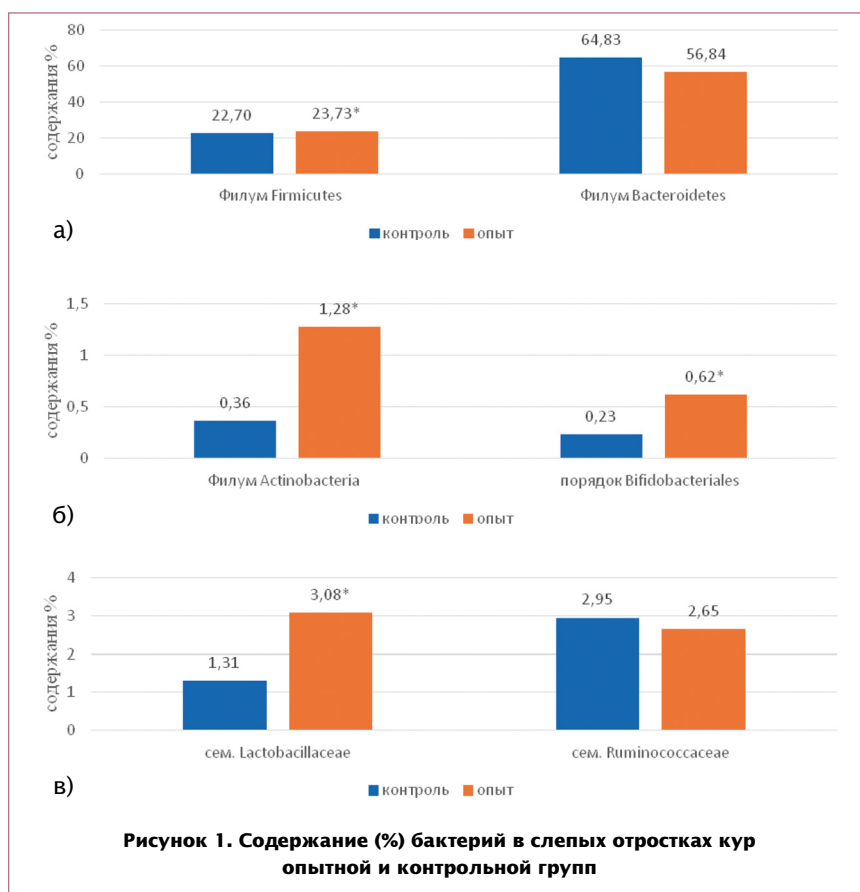 80
60
40
20
0
содержания %
22,70
23,73*
64,83
56,84
Филум Firmicutes
Филум Bacteroidetes
а)
контроль
опыт
1,5
1
0,5
0
содержания %
0,36
1,28*
0,23
0,62*
Филум Actinobacteria
порядок Bifidobacteriales
б)
контроль
опыт
4
3
2
1
0
содержания %
1,31
3,08*
2,95
2,65
сем. Lactobacillaceae
сем. Ruminococcaceae
в)
контроль
опыт
Рисунок 1. Содержание (%) бактерий в слепых отростках кур
опытной и контрольной групп